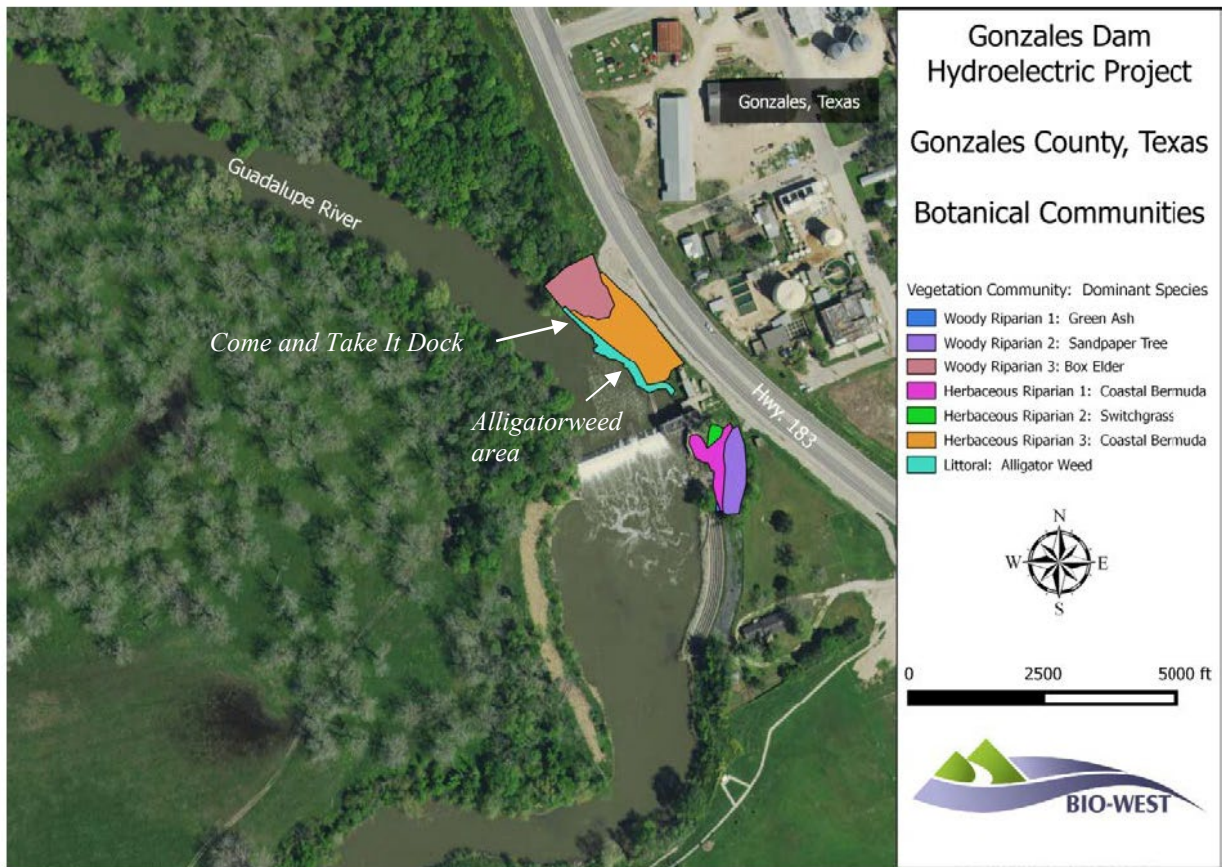 Gonzales, Texas
Guadalupe River
Come and Take It Dock
Alligatorweed
area
Hwy. 183
Gonzales Dam
Hydroelectric Project
Gonzales County, Texas
Botanical Communities
Vegetation Community: Dominant Species
Woody Riparian 1: Green Ash
Woody Riparian 2: Sandpaper Tree
Woody Riparian 3: Box Elder
Herbaceous Riparian 1: Coastal Bermuda
Herbaceous Riparian 2: Switchgrass
Herbaceous Riparian 3: Coastal Bermuda
Littoral: Alligator Weed
N
W E
S
0 2500 5000 ft
BIO-WEST